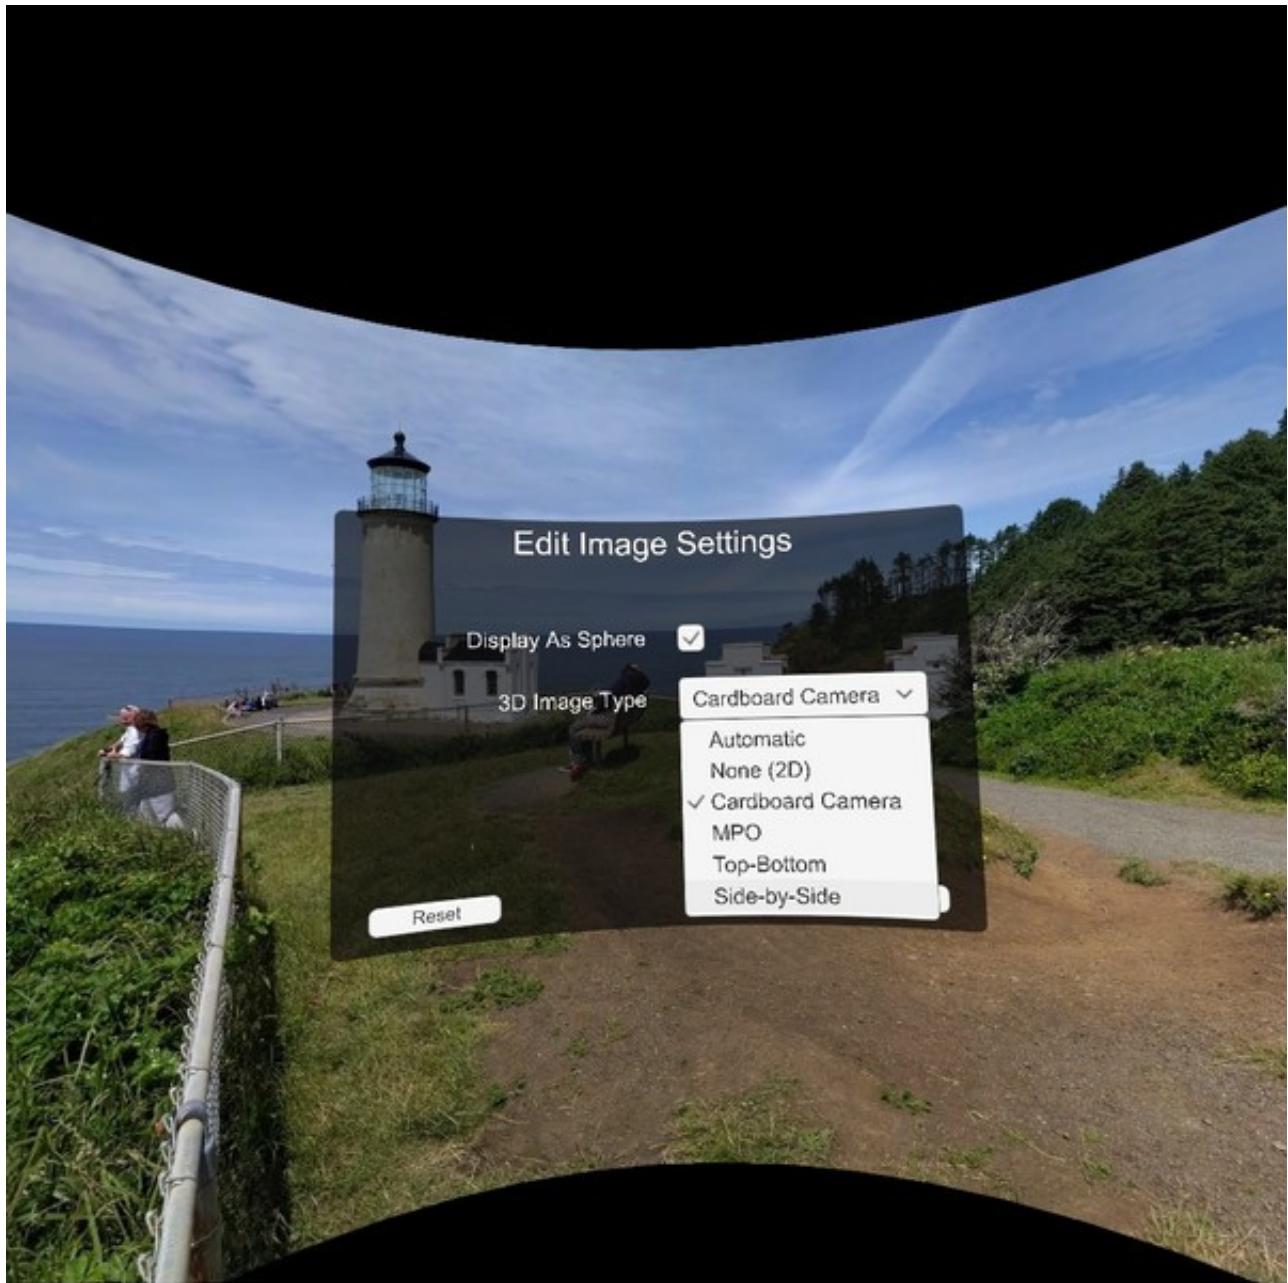 Edit Image Settings
Display As Sphere
3D Image Type
Cardboard Camera
Automatic
None (2D)
Cardboard Camera
MPO
Top-Bottom
Side-by-Side
Reset